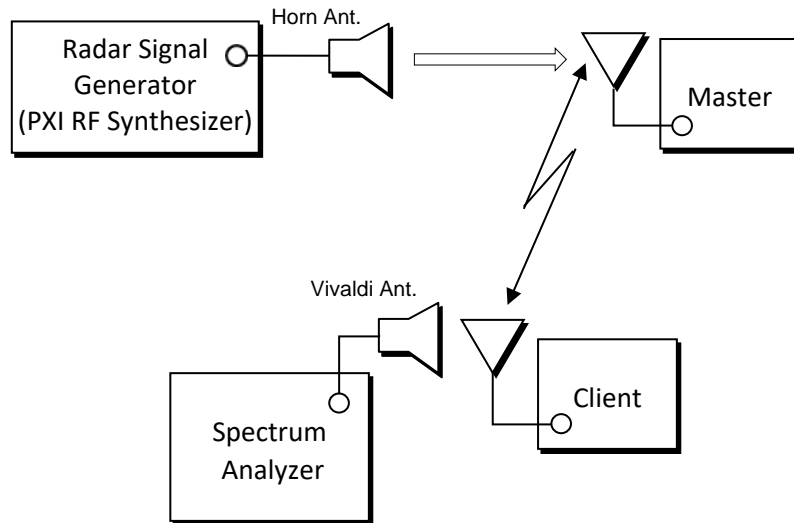 Horn Ant.
Radar Signal
Generator
(PXI RF Synthesizer)
Master
Vivaldi Ant.
Spectrum
Analyzer
Client